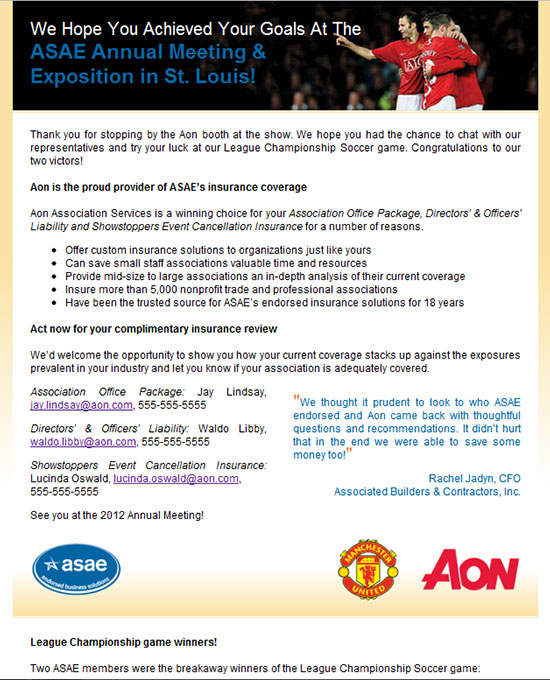 We Hope You Achieved Your Goals At The
ASAE Annual Meeting &
Exposition in St. Louis!
AON
AON
Thank you for stopping by the Aon booth at the show. We hope you had the chance to chat with our
representatives and try your luck at our League Championship Soccer game. Congratulations to our
two victors!
Aon is the proud provider of ASAE's insurance coverage
Aon Association Services is a winning choice for your Association Office Package, Directors' & Officers'
Liability and Showstoppers Event Cancellation Insurance for a number of reasons.
• Offer custom insurance solutions to organizations just like yours
• Can save small staff associations valuable time and resources
• Provide mid-size to large associations an in-depth analysis of their current coverage
• Insure more than 5,000 nonprofit trade and professional associations
• Have been the trusted source for ASAE's endorsed insurance solutions for 18 years
Act now for your complimentary insurance review
We'd welcome the opportunity to show you how your current coverage stacks up against the exposures
prevalent in your industry and let you know if your association is adequately covered.
Association Office Package: Jay Lindsay,
jay.lindsay@aon.com, 555-555-5555
Directors' & Officers' Liability: Waldo Libby,
waldo.libby@aon.com, 555-555-5555
Showstoppers Event Cancellation Insurance:
Lucinda Oswald, lucinda.oswald@aon.com,
555-555-5555
"We thought it prudent to look to who ASAE
endorsed and Aon came back with thoughtful
questions and recommendations. It didn't hurt
that in the end we were able to save some
money too!"
Rachel Jadyn, CFO
Associated Builders & Contractors, Inc.
See you at the 2012 Annual Meeting!
asae
endorsed business solutions
MANCHESTER
UNITED
AON
League Championship game winners!
Two ASAE members were the breakaway winners of the League Championship Soccer game: